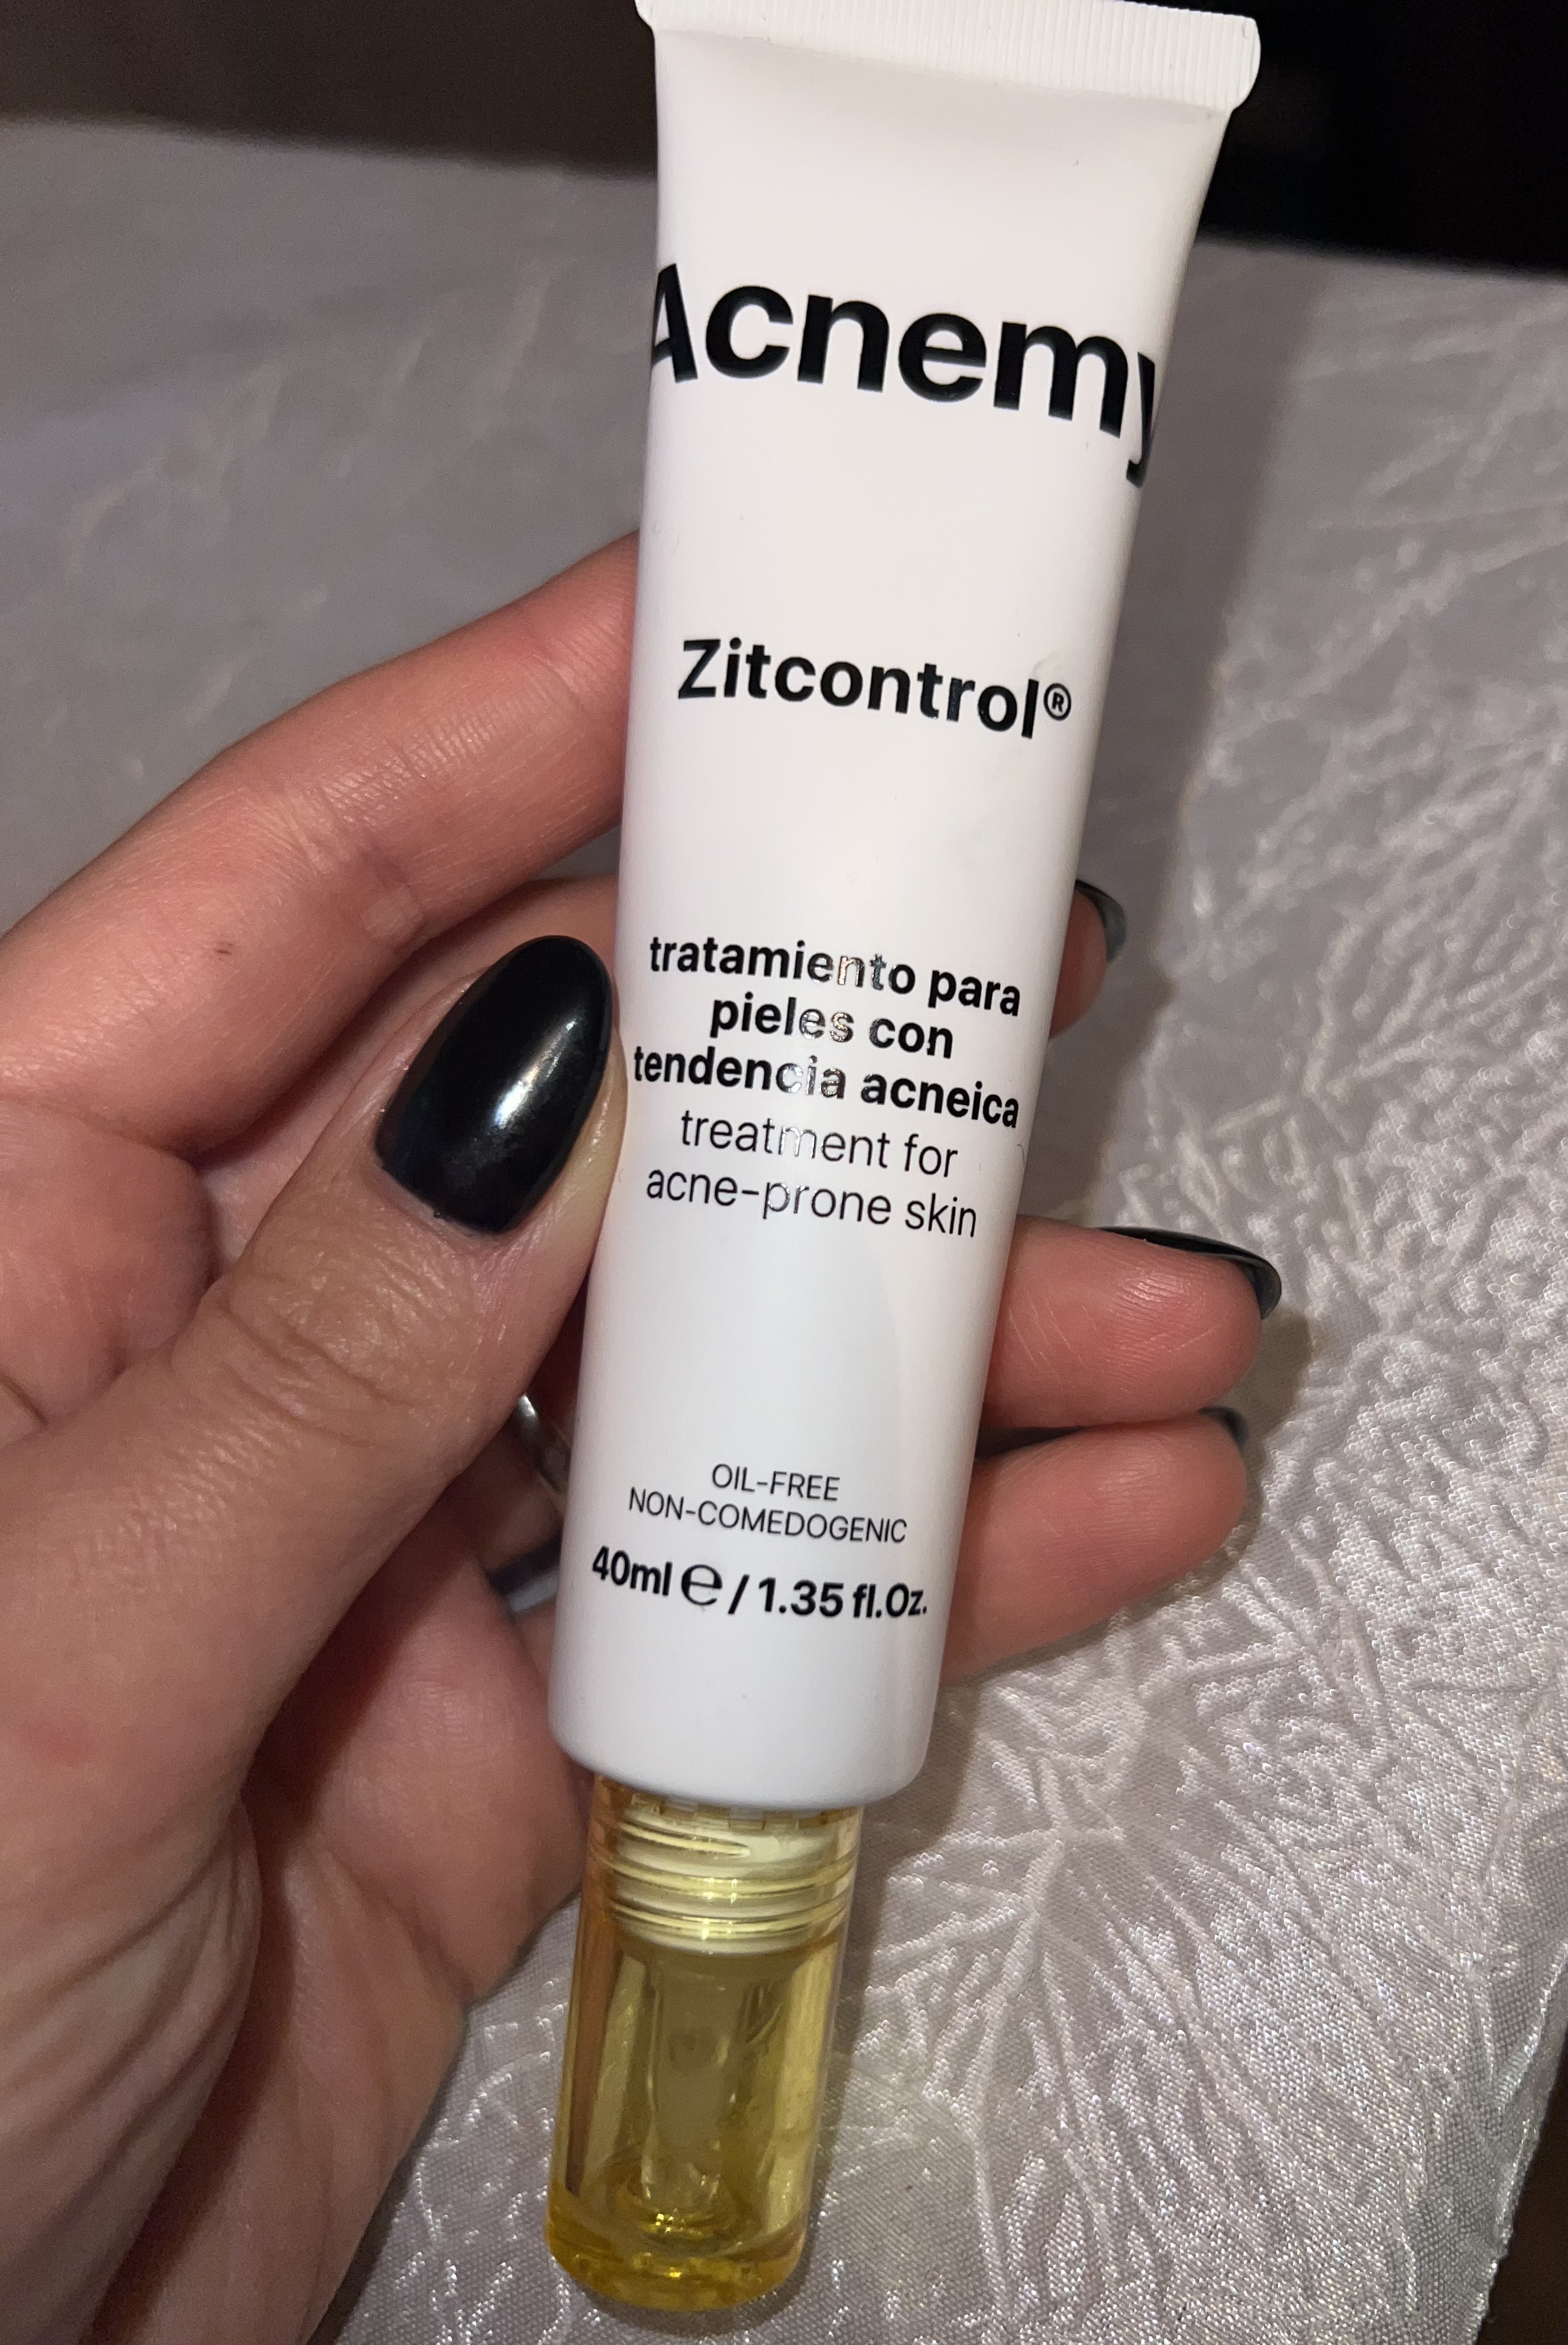 Acnemy
Zitcontrol®
tratamiento para
pieles con
tendencia acneica
treatment for
acne-prone skin
OIL-FREE
NON-COMEDOGENIC
40ml ℮ / 1.35 fl.Oz.